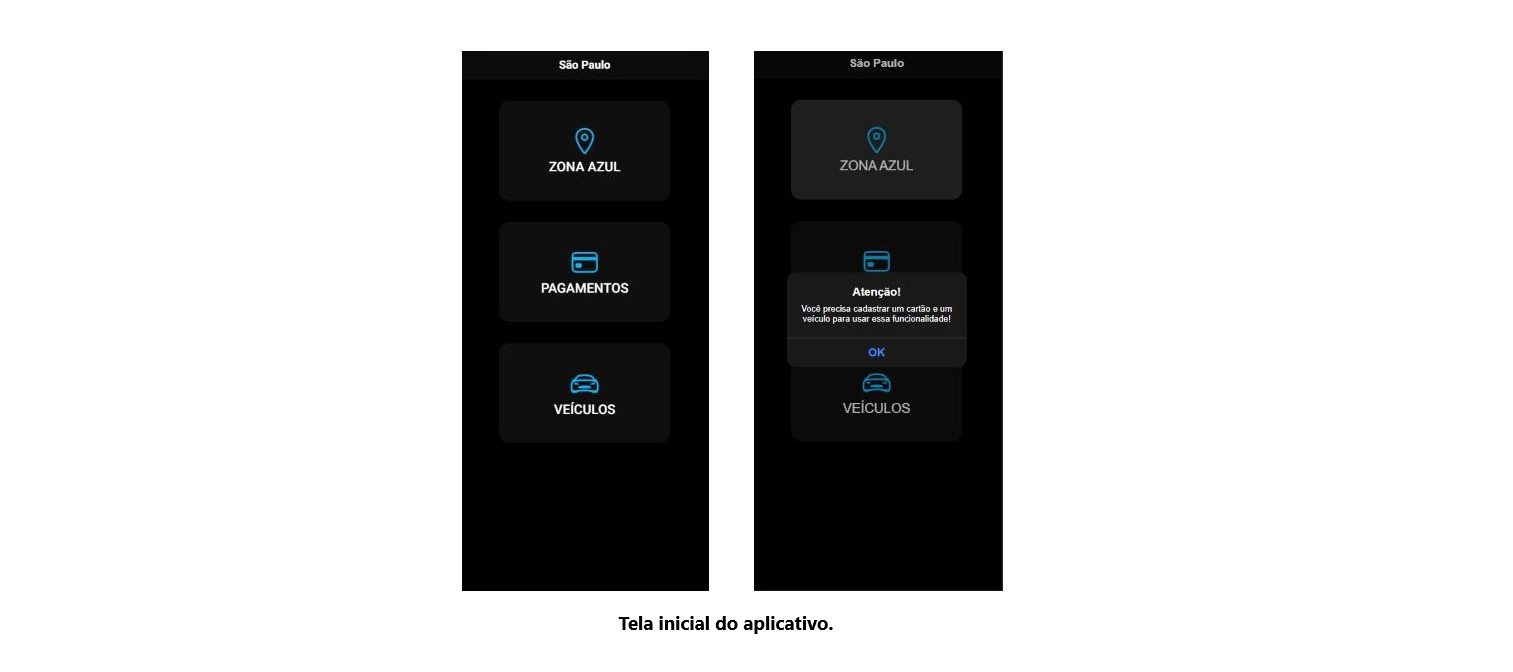 São Paulo
ZONA AZUL
PAGAMENTOS
VEÍCULOS
São Paulo
ZONA AZUL
Atenção!
Você precisa cadastrar um cartão e um
veículo para usar essa funcionalidade!
OK
VEÍCULOS
Tela inicial do aplicativo.